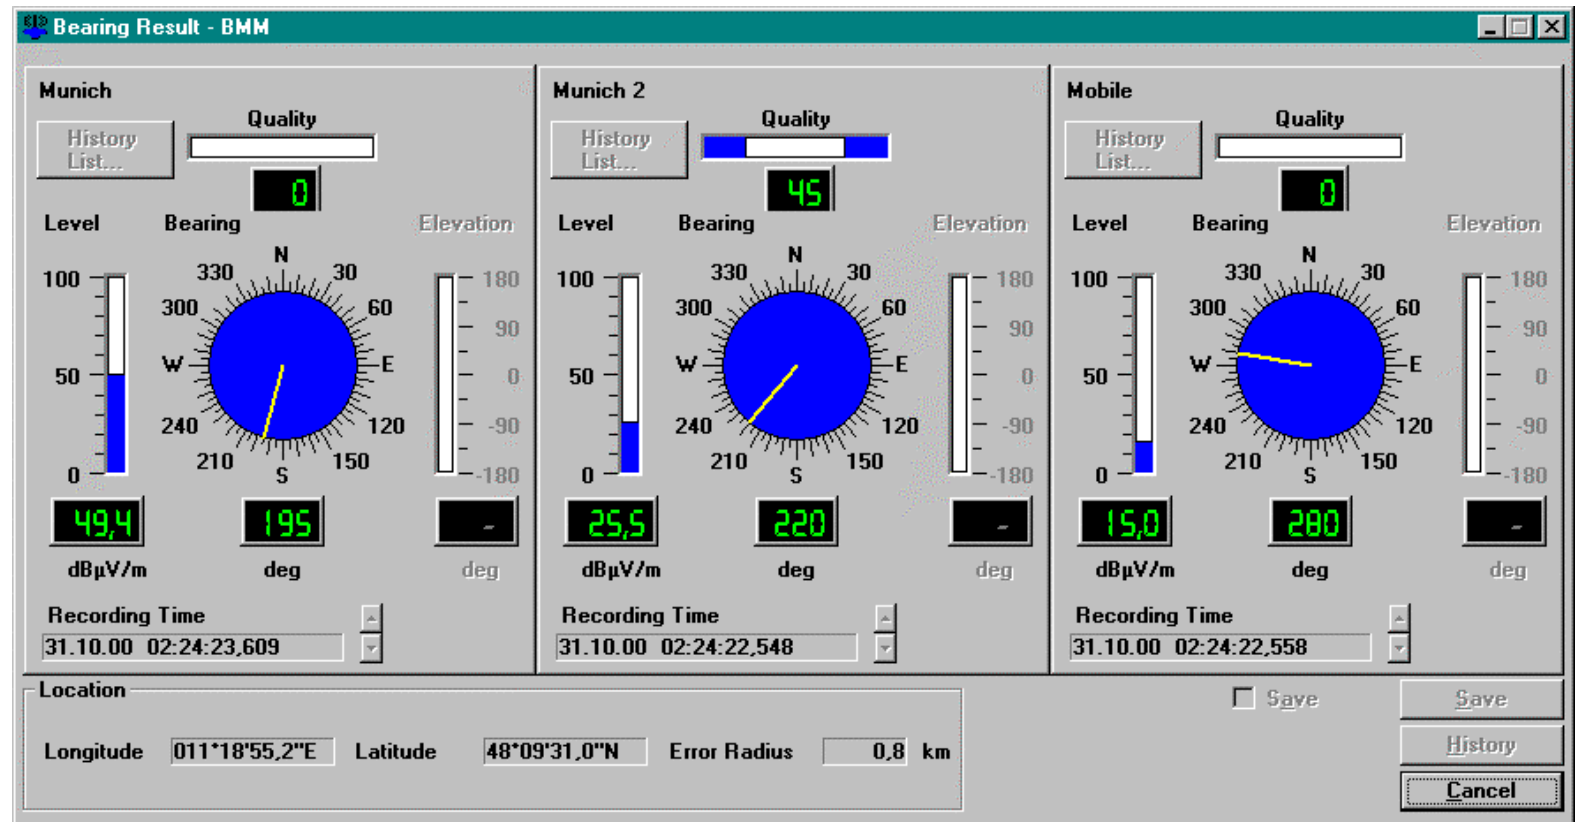 Bearing Result - BMM
Munich
Quality
History
List...
0
Level Bearing Elevation
N
330 30
300 60
W E
240 120
210 150
S
100
50
0
180
90
0
-90
-180
49,4 195 -
dBµV/m deg deg
Recording Time
31.10.00 02:24:23,609
Munich 2
Quality
History
List...
45
Level Bearing Elevation
N
330 30
300 60
W E
240 120
210 150
S
100
50
0
180
90
0
-90
-180
25,5 220 -
dBµV/m deg deg
Recording Time
31.10.00 02:24:22,548
Mobile
Quality
History
List...
0
Level Bearing Elevation
N
330 30
300 60
W E
240 120
210 150
S
100
50
0
180
90
0
-90
-180
15,0 280 -
dBµV/m deg deg
Recording Time
31.10.00 02:24:22,558
Location
Longitude 011°18'55,2"E Latitude 48°09'31,0"N Error Radius 0,8 km
Save
Save
History
Cancel